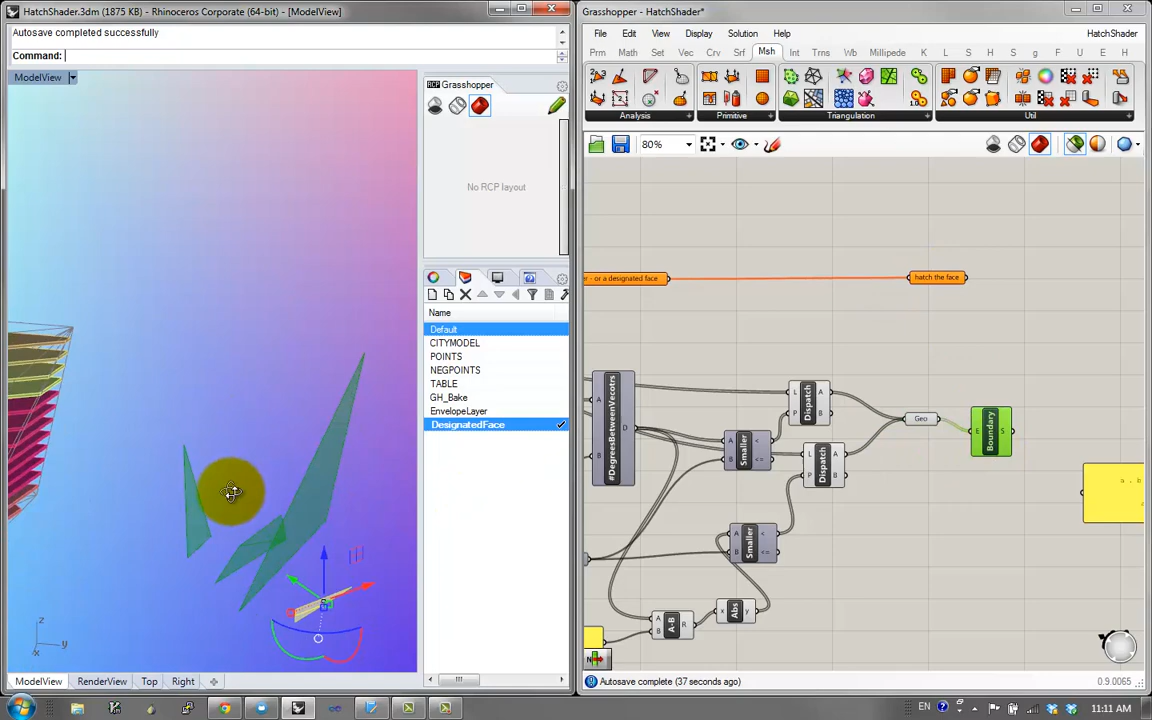 HatchShader.3dm (1875 KB) - Rhinoceros Corporate (64-bit) - [ModelView]
Autosave completed successfully
Command:
ModelView
Grasshopper
No RCP layout
Name
Default
CITYMODEL
POINTS
NEGPOINTS
TABLE
GH_Bake
EnvelopeLayer
DesignatedFace
z
y
x
ModelView
RenderView
Top
Right
Grasshopper - HatchShader*
File
Edit
View
Display
Solution
Window
Help
HatchShader*
Prm
Math
Set
Vec
Crv
Srf
Msh
Int
Trns
Wb
Millipede
K
L
S
H
S
g
F
U
E
H
Analysis
Primitive
Triangulation
Util
80%
er - or a designated face
hatch the face
#DegreesBetweenVecotrs
A
B
D
Smaller
A
B
<
<=
Dispatch
L
P
A
B
Dispatch
L
P
A
B
Geo
E
Boundary
S
Smaller
A
B
<
<=
A
B
A-B
R
x
Abs
y
a . b
N
Autosave complete (37 seconds ago)
0.9.0065
EN
11:11 AM